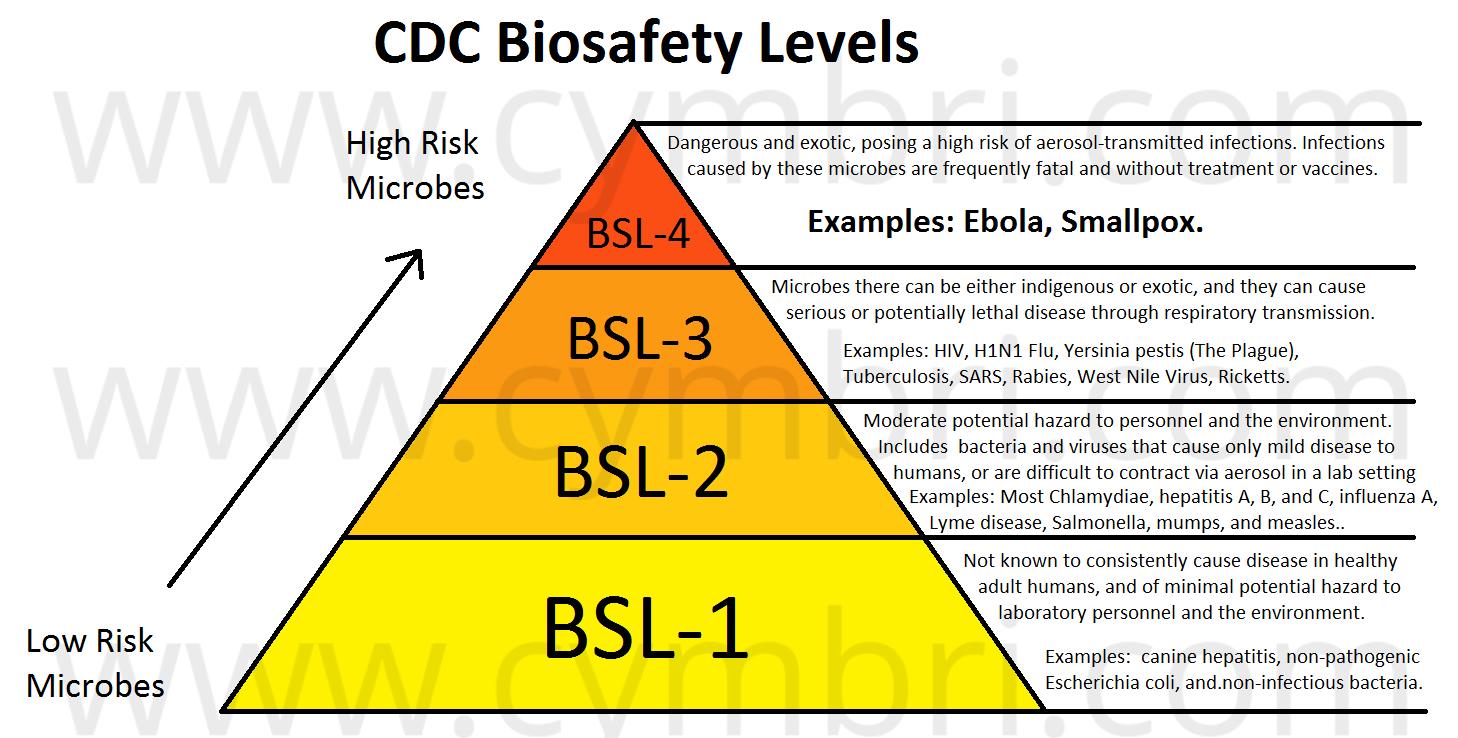 CDC Biosafety Levels
www.cymbri.com
High Risk
Microbes
Dangerous and exotic, posing a high risk of aerosol-transmitted infections. Infections
caused by these microbes are frequently fatal and without treatment or vaccines.
BSL-4
Examples: Ebola, Smallpox.
Microbes there can be either indigenous or exotic, and they can cause
serious or potentially lethal disease through respiratory transmission.
BSL-3
Examples: HIV, H1N1 Flu, Yersinia pestis (The Plague),
Tuberculosis, SARS, Rabies, West Nile Virus, Ricketts.
www.cymbri.com
Moderate potential hazard to personnel and the environment.
Includes  bacteria and viruses that cause only mild disease to
humans, or are difficult to contract via aerosol in a lab setting
BSL-2
Examples: Most Chlamydiae, hepatitis A, B, and C, influenza A,
Lyme disease, Salmonella, mumps, and measles..
Not known to consistently cause disease in healthy
adult humans, and of minimal potential hazard to
laboratory personnel and the environment.
BSL-1
Low Risk
Microbes
Examples:  canine hepatitis, non-pathogenic
Escherichia coli, and.non-infectious bacteria.
www.cymbri.com